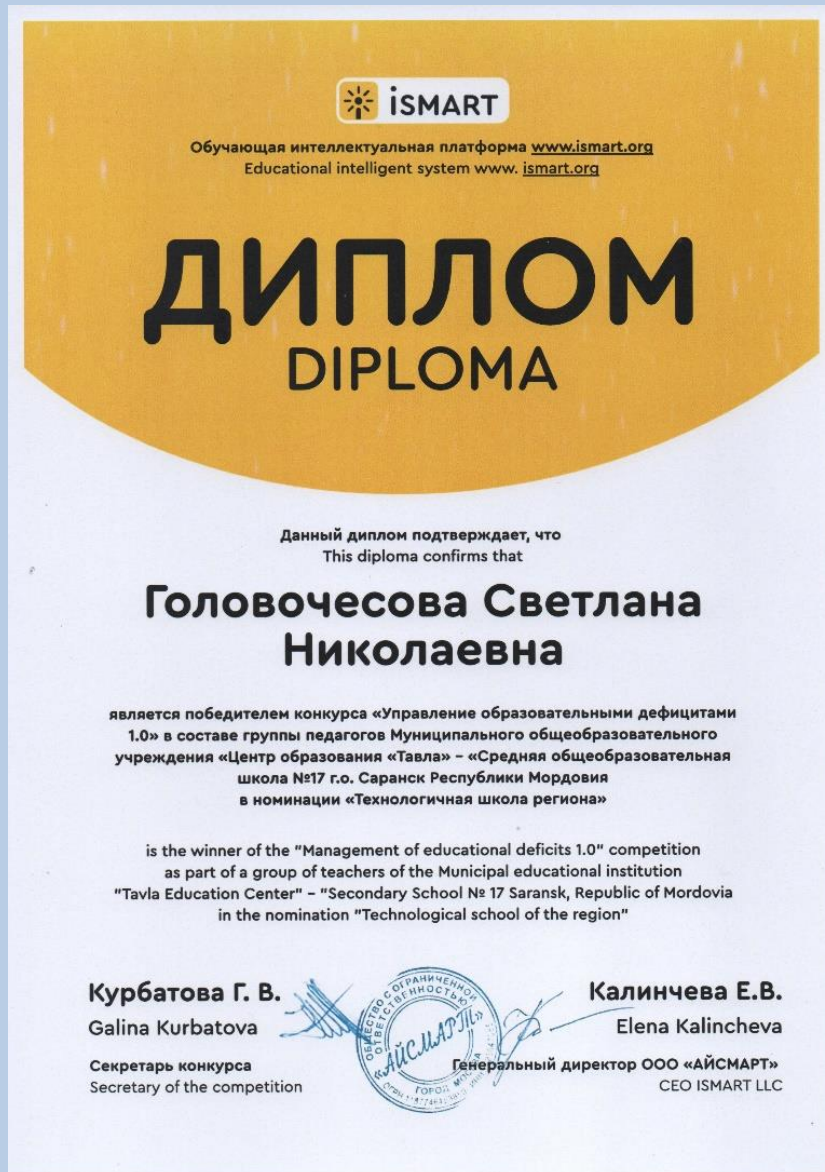 iSMART
Обучающая интеллектуальная платформа www.ismart.org
Educational intelligent system www. ismart.org
ДИПЛОМ
DIPLOMA
Данный диплом подтверждает, что
This diploma confirms that
Головочесова Светлана
Николаевна
является победителем конкурса «Управление образовательными дефицитами
1.0» в составе группы педагогов Муниципального общеобразовательного
учреждения «Центр образования «Тавла» – «Средняя общеобразовательная
школа №17 г.о. Саранск Республики Мордовия
в номинации «Технологичная школа региона»
is the winner of the "Management of educational deficits 1.0" competition
as part of a group of teachers of the Municipal educational institution
"Tavla Education Center" – "Secondary School № 17 Saransk, Republic of Mordovia
in the nomination "Technological school of the region"
Курбатова Г. В.
Galina Kurbatova
Секретарь конкурса
Secretary of the competition
ОБЩЕСТВО С ОГРАНИЧЕННОЙ
ОТВЕТСТВЕННОСТЬЮ
«АЙСМАРТ»
ГОРОД МОСКВА
Калинчева Е.В.
Elena Kalincheva
Генеральный директор ООО «АЙСМАРТ»
CEO ISMART LLC